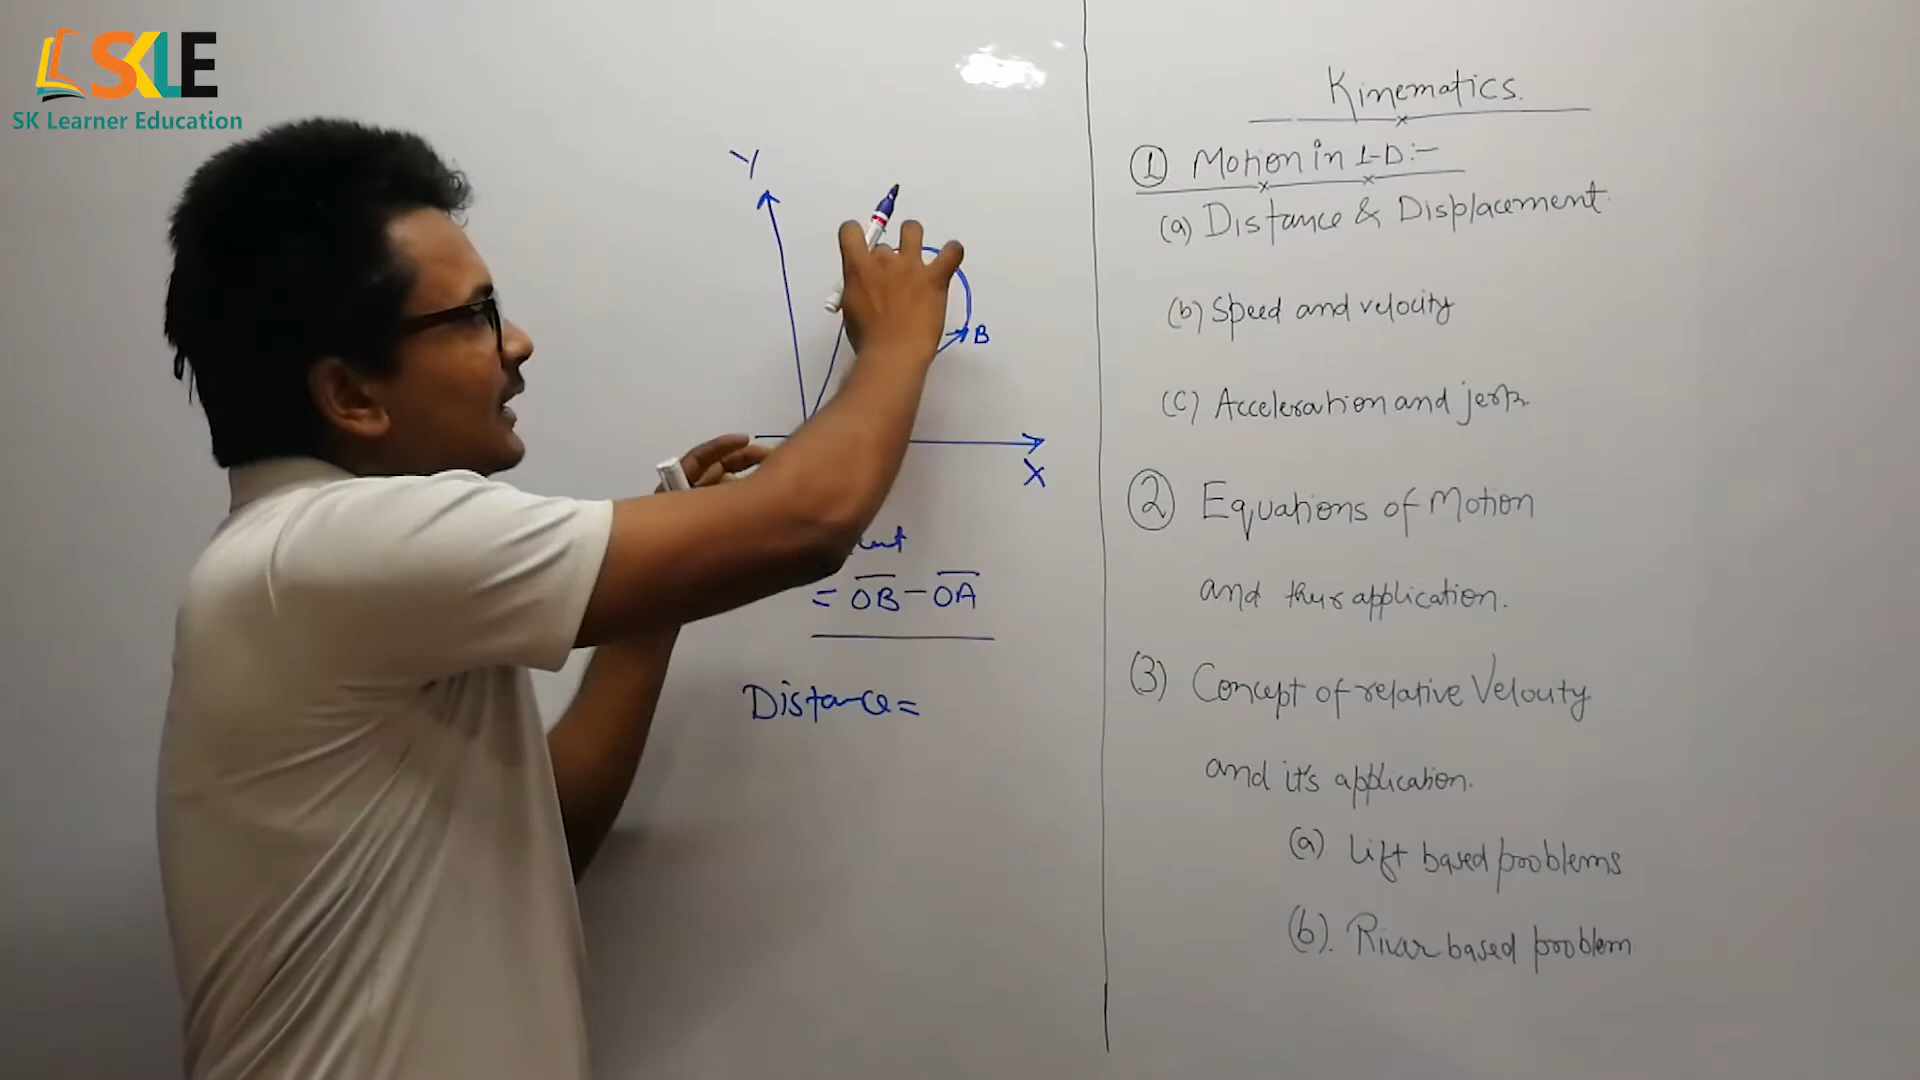 SKLE
SK Learner Education
Y
B
X
= OB - OA
Distance =
Kinematics.
① Motion in 1-D:-
(a) Distance & Displacement
(b) Speed and velocity
(c) Acceleration and jerk
② Equations of Motion
and their application.
(3) Concept of relative Velocity
and it's application.
(a) Lift based problems
(b). River based problem